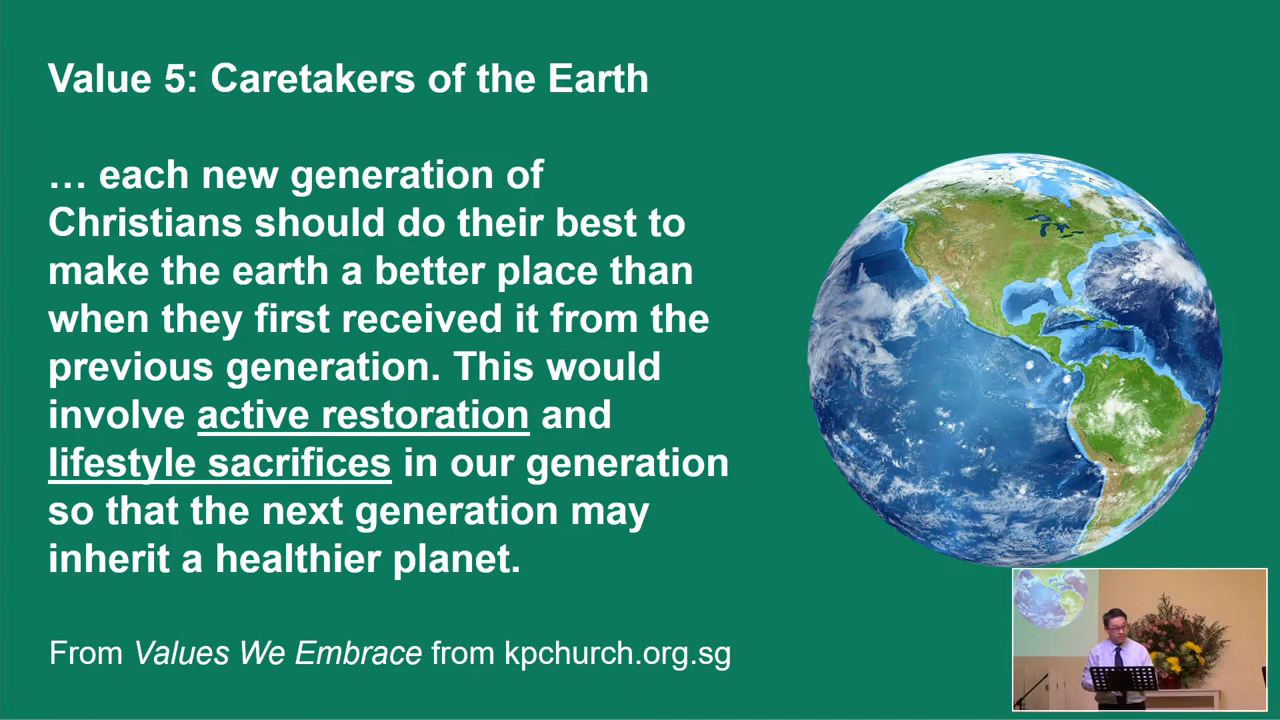 Value 5: Caretakers of the Earth
… each new generation of
Christians should do their best to
make the earth a better place than
when they first received it from the
previous generation. This would
involve active restoration and
lifestyle sacrifices in our generation
so that the next generation may
inherit a healthier planet.
From Values We Embrace from kpchurch.org.sg